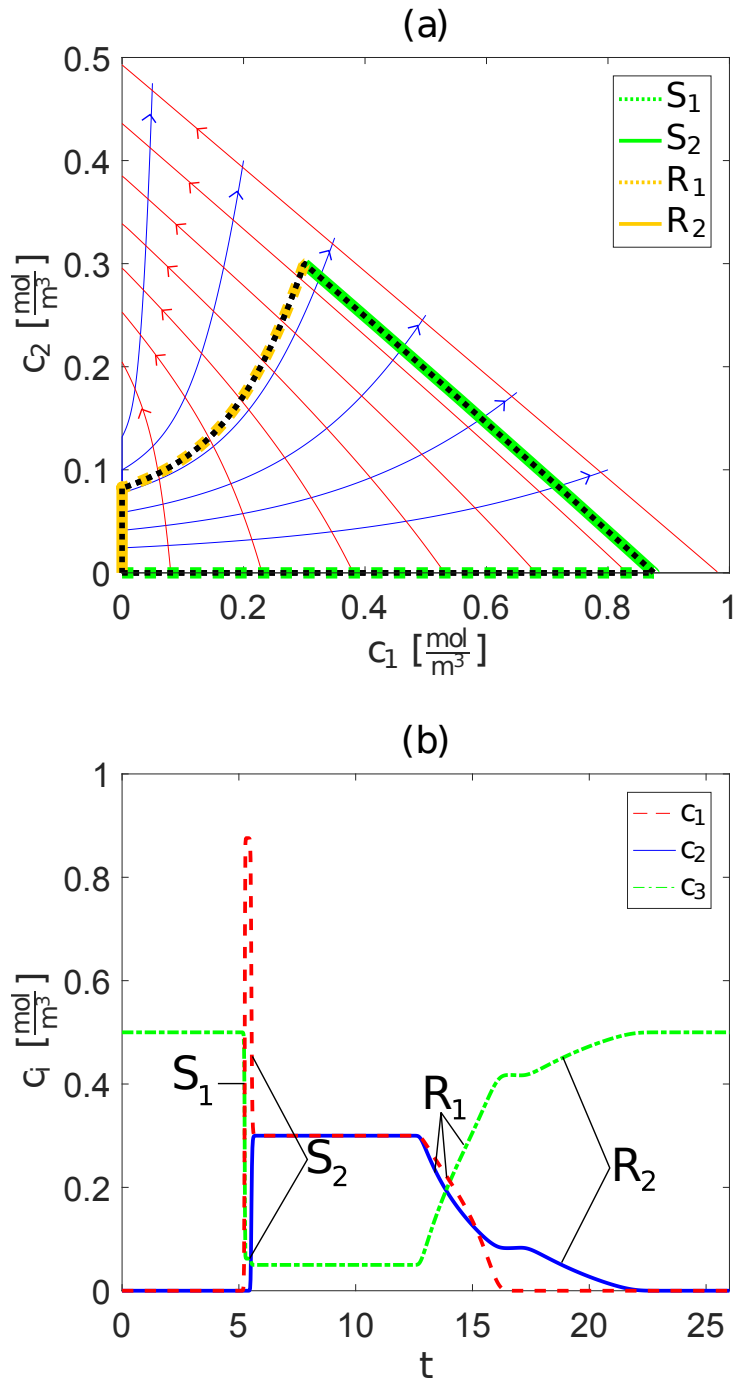 (a)
0.5
0.4
0.3
0.2
0.1
0
c₂ [mol/m³]
S₁
S₂
R₁
R₂
0 0.2 0.4 0.6 0.8 1
c₁ [mol/m³]
(b)
1
0.8
0.6
0.4
0.2
0
cᵢ [mol/m³]
c₁
c₂
c₃
S₁
S₂
R₁
R₂
0 5 10 15 20 25
t